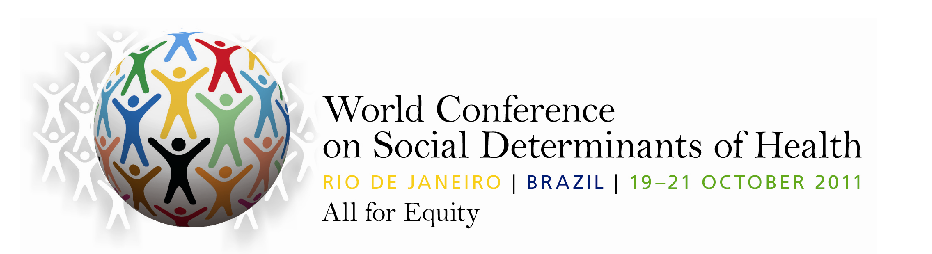 World Conference
on Social Determinants of Health
RIO DE JANEIRO | BRAZIL | 19–21 OCTOBER 2011
All for Equity